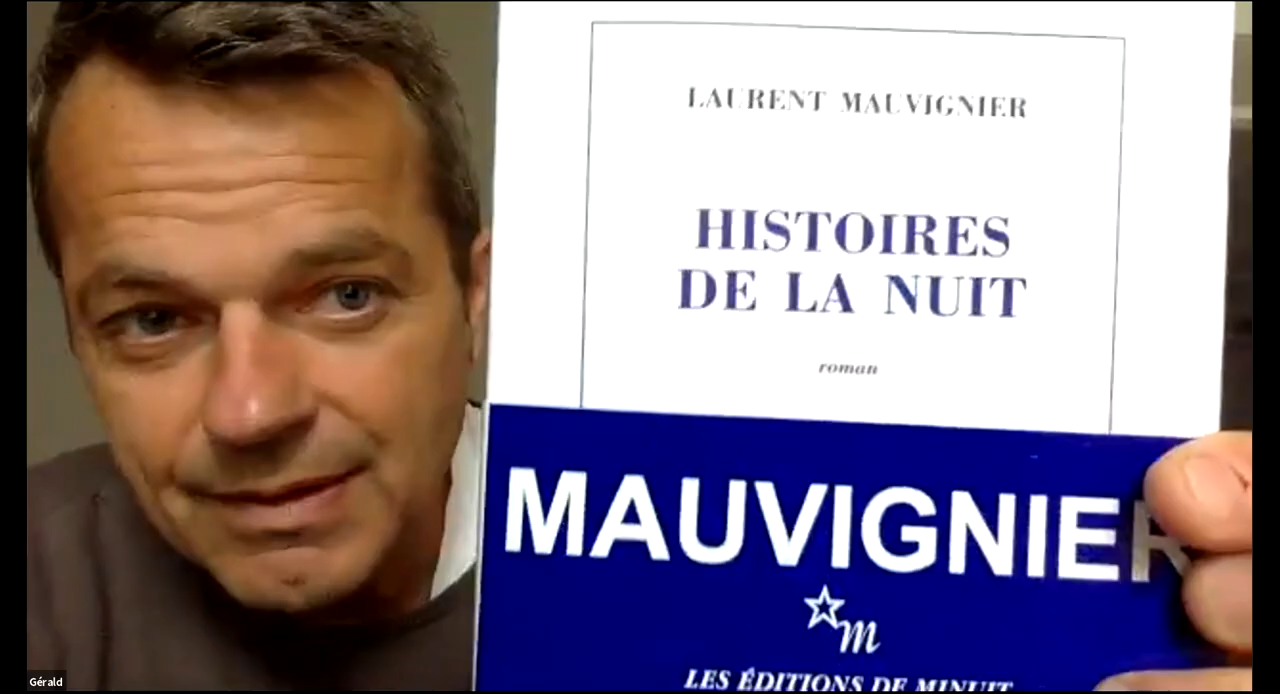 LAURENT MAUVIGNIER
HISTOIRES
DE LA NUIT
roman
MAUVIGNIER
m
LES ÉDITIONS DE MINUIT
Gérald